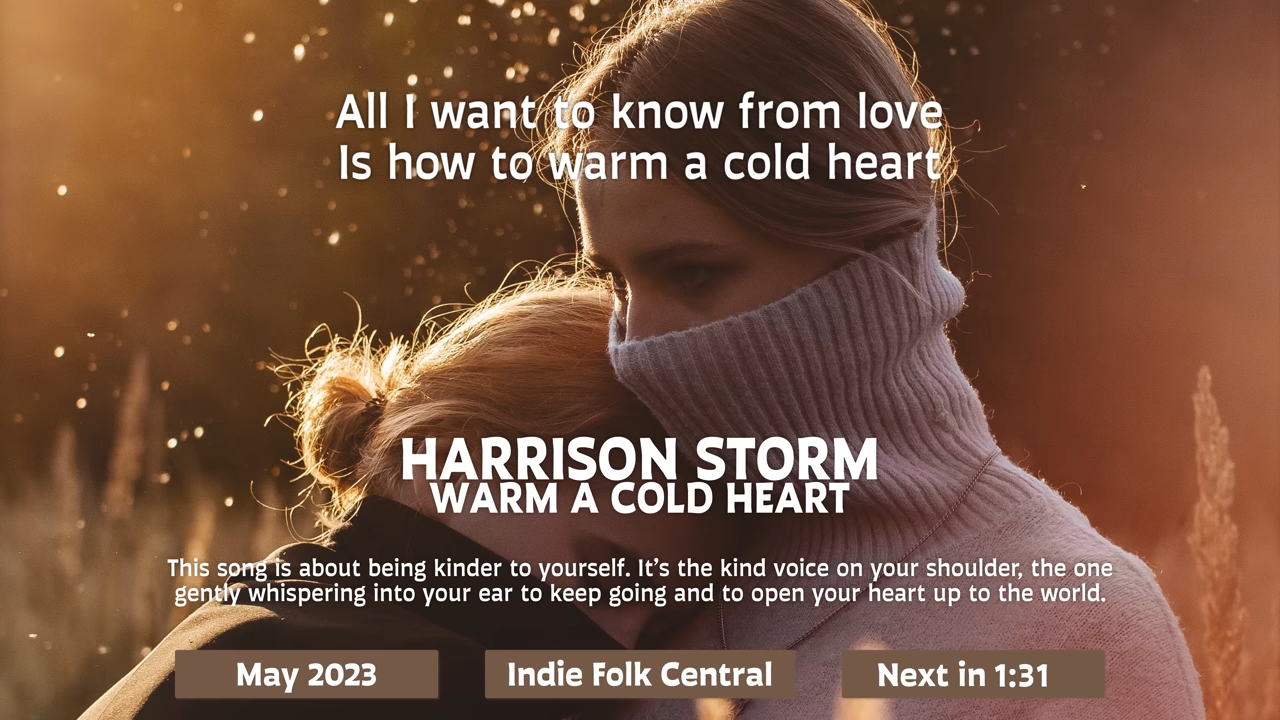 All I want to know from love
Is how to warm a cold heart
HARRISON STORM
WARM A COLD HEART
This song is about being kinder to yourself. It’s the kind voice on your shoulder, the one
gently whispering into your ear to keep going and to open your heart up to the world.
May 2023
Indie Folk Central
Next in 1:31